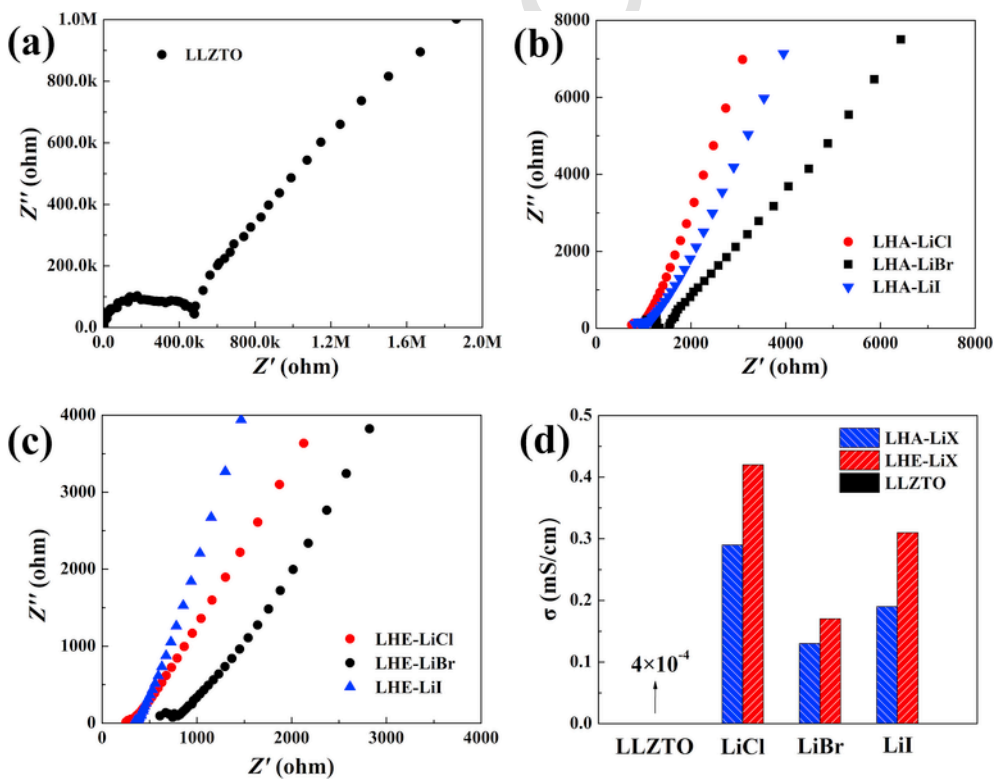 (a)
LLZTO
1.0M
800.0k
600.0k
400.0k
200.0k
0.0
Z'' (ohm)
0.0 400.0k 800.0k 1.2M 1.6M 2.0M
Z' (ohm)
(b)
8000
6000
4000
2000
0
Z'' (ohm)
LHA-LiCl
LHA-LiBr
LHA-LiI
0 2000 4000 6000 8000
Z' (ohm)
(c)
4000
3000
2000
1000
0
Z'' (ohm)
LHE-LiCl
LHE-LiBr
LHE-LiI
0 1000 2000 3000 4000
Z' (ohm)
(d)
0.5
0.4
0.3
0.2
0.1
0.0
σ (mS/cm)
LHA-LiX
LHE-LiX
LLZTO
4×10⁻⁴
LLZTO LiCl LiBr LiI